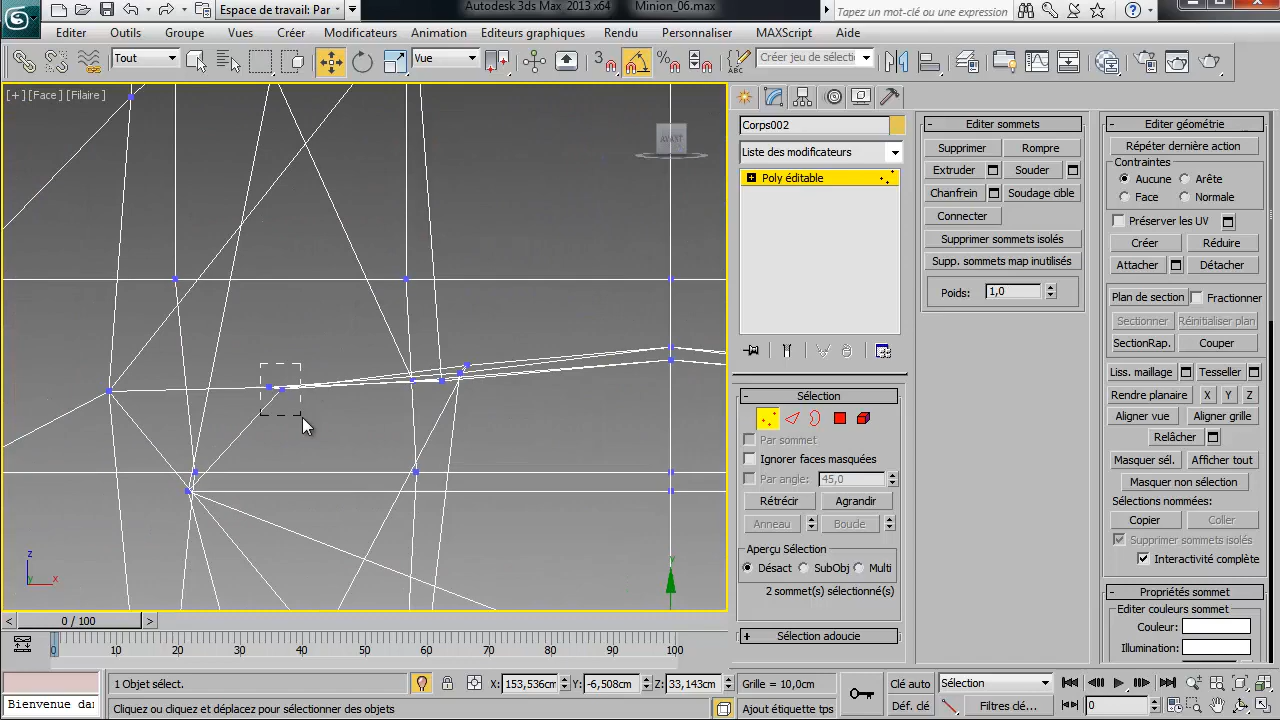 Espace de travail: Par
Autodesk 3ds Max 2013 x64
Minion_06.max
Tapez un mot-clé ou une expression
Editer
Outils
Groupe
Vues
Créer
Modificateurs
Animation
Editeurs graphiques
Rendu
Personnaliser
MAXScript
Aide
Tout
Vue
3
%
ABC
Créer jeu de sélecti
[+] [Face] [Filaire]
AVANT
Corps002
Liste des modificateurs
Poly éditable
Editer sommets
Supprimer
Rompre
Extruder
Souder
Chanfrein
Soudage cible
Connecter
Supprimer sommets isolés
Supp. sommets map inutilisés
Poids:
1,0
Editer géométrie
Répéter dernière action
Contraintes
Aucune
Arête
Face
Normale
Préserver les UV
Créer
Réduire
Attacher
Détacher
Plan de section
Fractionner
Sectionner
Réinitialiser plan
SectionRap.
Couper
Liss. maillage
Tesseller
Rendre planaire
X
Y
Z
Aligner vue
Aligner grille
Relâcher
Masquer sél.
Afficher tout
Masquer non sélection
Sélections nommées:
Copier
Coller
Supprimer sommets isolés
Interactivité complète
Propriétés sommet
Editer couleurs sommet
Couleur:
Illumination:
Sélection
Par sommet
Ignorer faces masquées
Par angle:
45,0
Rétrécir
Agrandir
Anneau
Boucle
Aperçu Sélection
Désact
SubObj
Multi
2 sommet(s) sélectionné(s)
Sélection adoucie
z
y
x
y
<
0 / 100
>
0
10
20
30
40
50
60
70
80
90
100
1 Objet sélect.
X:
153,536cm
Y:
-6,508cm
Z:
33,143cm
Grille = 10,0cm
Clé auto
Sélection
Bienvenue dar
Cliquez ou cliquez et déplacez pour sélectionner des objets
Ajout étiquette tps
Déf. clé
Filtres clé...
0